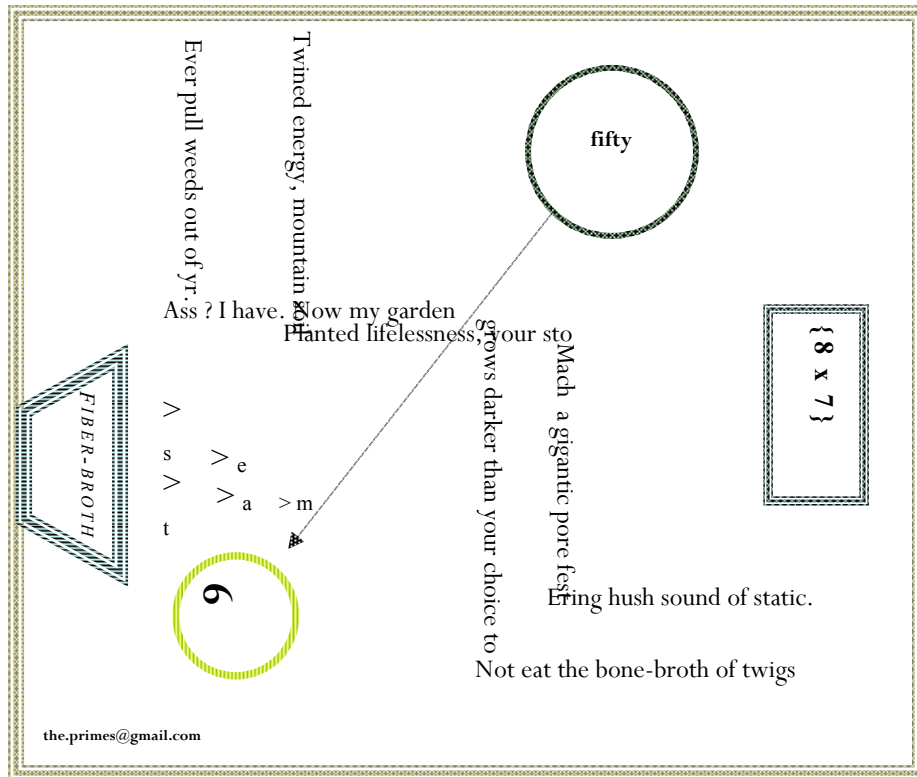 Ever pull weeds out of yr.
Ass ? I have. Now my garden
grows darker than your choice to
Not eat the bone-broth of twigs
Twined energy, mountain soil
Planted lifelessness, your sto
Mach a gigantic pore fest
Ering hush sound of static.
fifty
{8 x 7}
FIBER-BROTH
>
s
> e
>
> a
> m
t
6
the.primes@gmail.com